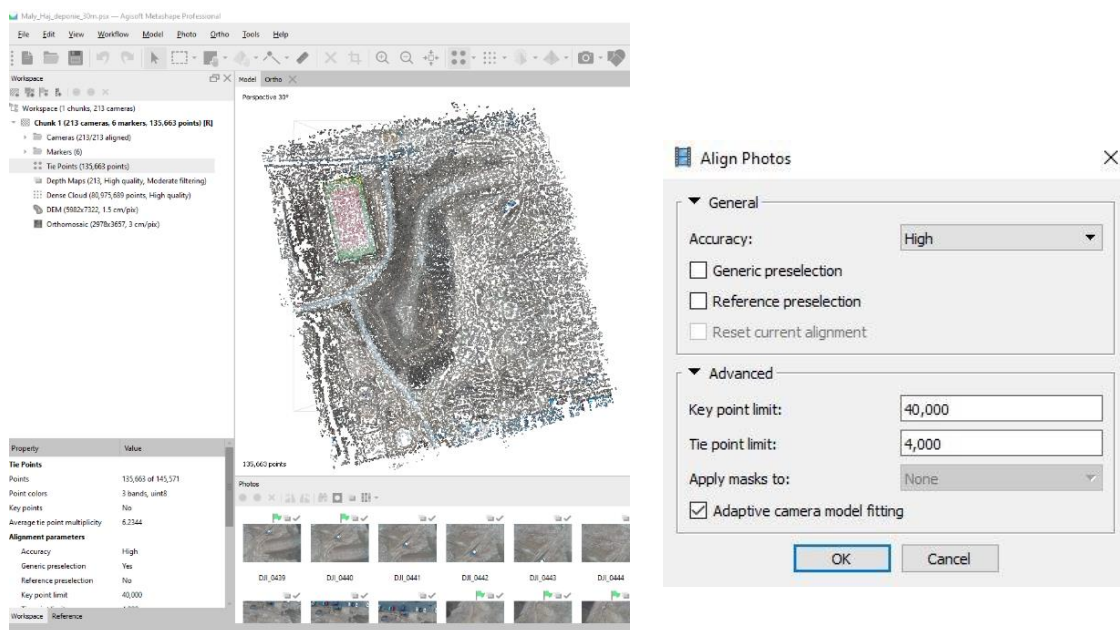 Maly_Haj_deponie_30m.psx — Agisoft Metashape Professional
File Edit View Workflow Model Photo Ortho Tools Help
Workspace
Workspace (1 chunks, 213 cameras)
Chunk 1 (213 cameras, 6 markers, 135,663 points) [R]
Cameras (213/213 aligned)
Markers (6)
Tie Points (135,663 points)
Depth Maps (213, High quality, Moderate filtering)
Dense Cloud (80,975,689 points, High quality)
DEM (5982x7322, 1.5 cm/pix)
Orthomosaic (2978x3657, 3 cm/pix)
Property Value
Tie Points
Points 135,663 of 145,571
Point colors 3 bands, uint8
Key points No
Average tie point multiplicity 6.2344
Alignment parameters
Accuracy High
Generic preselection Yes
Reference preselection No
Key point limit 40,000
Workspace Reference
Model Ortho
Perspective 30°
135,663 points
Photos
DJI_0439 DJI_0440 DJI_0441 DJI_0442 DJI_0443 DJI_0444
Align Photos
General
Accuracy: High
Generic preselection
Reference preselection
Reset current alignment
Advanced
Key point limit: 40,000
Tie point limit: 4,000
Apply masks to: None
Adaptive camera model fitting
OK Cancel